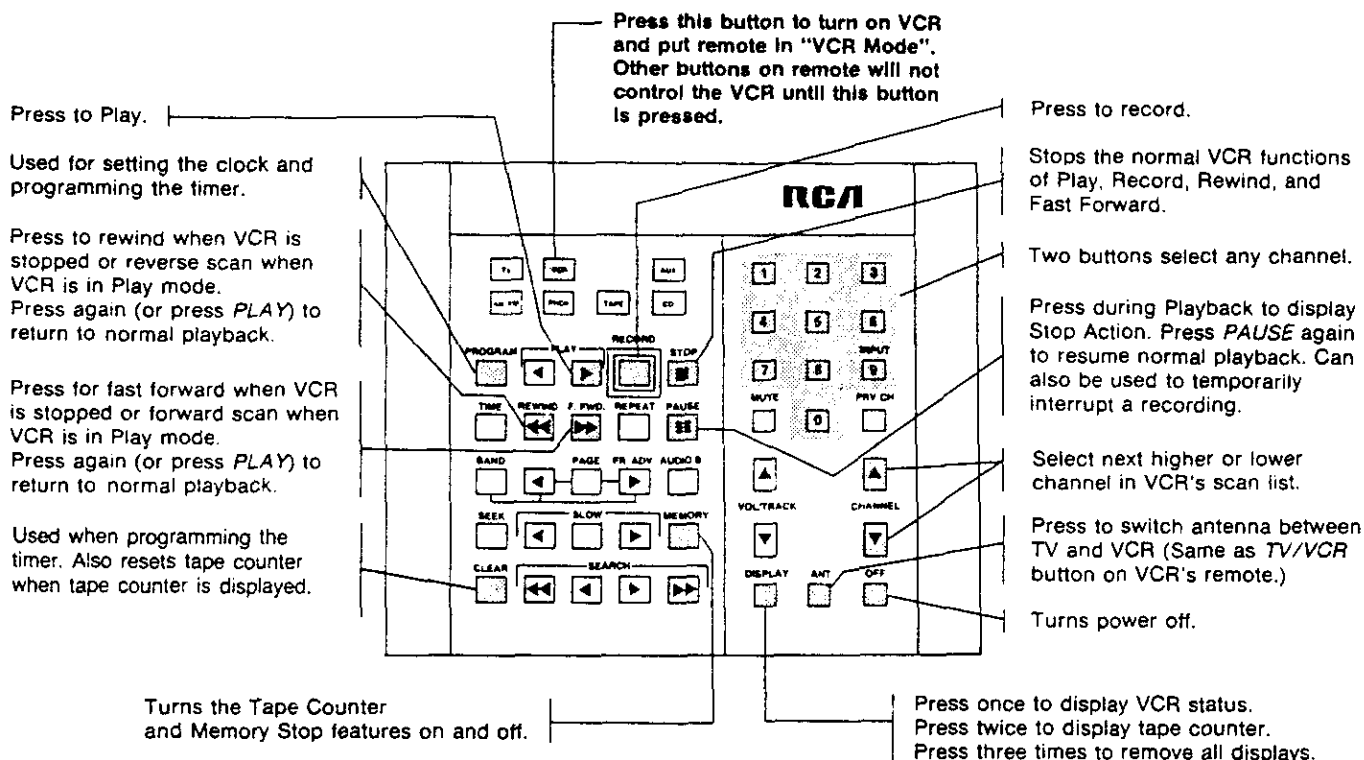 Press this button to turn on VCR
and put remote in "VCR Mode".
Other buttons on remote will not
control the VCR until this button
is pressed.
Press to Play.
Used for setting the clock and
programming the timer.
Press to rewind when VCR is
stopped or reverse scan when
VCR is in Play mode.
Press again (or press PLAY) to
return to normal playback.
Press for fast forward when VCR
is stopped or forward scan when
VCR is in Play mode.
Press again (or press PLAY) to
return to normal playback.
Used when programming the
timer. Also resets tape counter
when tape counter is displayed.
Turns the Tape Counter
and Memory Stop features on and off.
RCA
TV VCR AUX
PHONO TAPE CD
PROGRAM PLAY RECORD STOP
TIME REWIND F. FWD. REPEAT PAUSE
BAND PAGE FR ADV AUDIO B
SEEK SLOW MEMORY
CLEAR SEARCH
1 2 3
4 5 6
INPUT
7 8 9
MUTE 0 PRV CH
VOL/TRACK CHANNEL
DISPLAY ANT OFF
Press to record.
Stops the normal VCR functions
of Play, Record, Rewind, and
Fast Forward.
Two buttons select any channel.
Press during Playback to display
Stop Action. Press PAUSE again
to resume normal playback. Can
also be used to temporarily
interrupt a recording.
Select next higher or lower
channel in VCR's scan list.
Press to switch antenna between
TV and VCR (Same as TV/VCR
button on VCR's remote.)
Turns power off.
Press once to display VCR status.
Press twice to display tape counter.
Press three times to remove all displays.